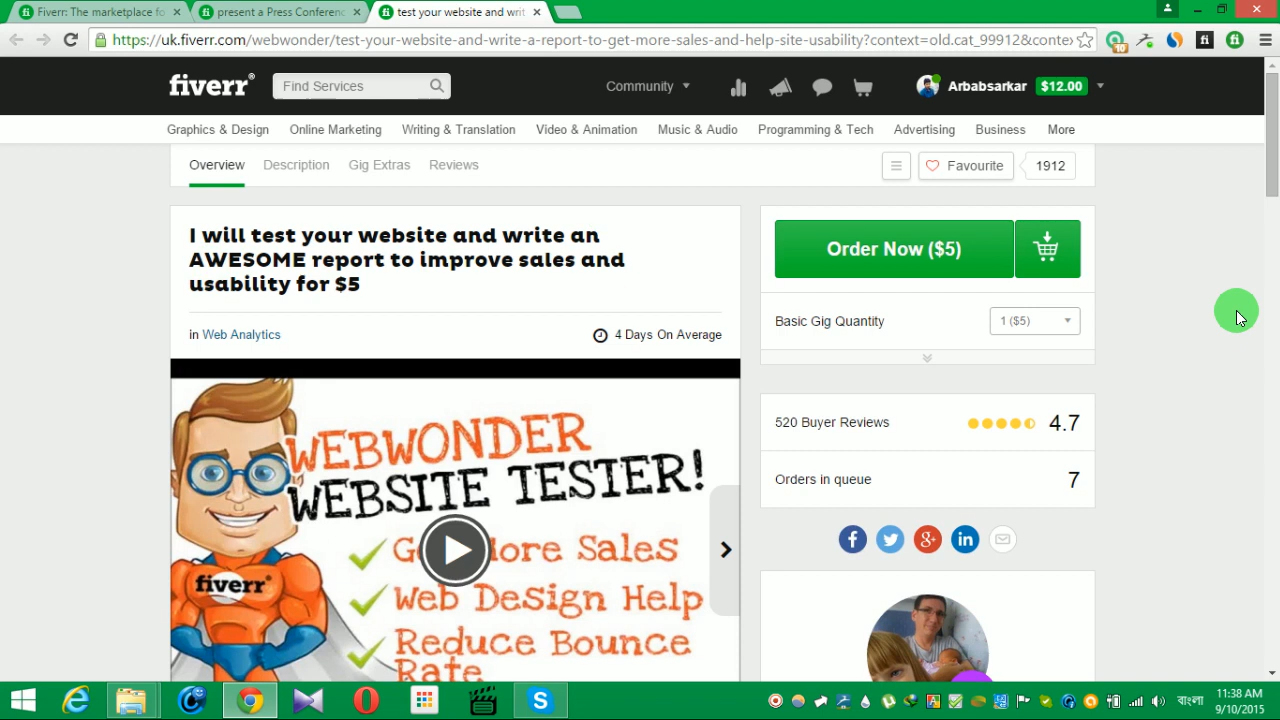 Fiverr: The marketplace fo
present a Press Conferenc
test your website and writ
https://uk.fiverr.com/webwonder/test-your-website-and-write-a-report-to-get-more-sales-and-help-site-usability?context=old.cat_99912&contex
10
fi
fiverr®
Find Services
Community
Arbabsarkar
$12.00
Graphics & Design
Online Marketing
Writing & Translation
Video & Animation
Music & Audio
Programming & Tech
Advertising
Business
More
Overview
Description
Gig Extras
Reviews
Favourite
1912
I will test your website and write an
AWESOME report to improve sales and
usability for $5
in Web Analytics
4 Days On Average
Order Now ($5)
Basic Gig Quantity
1 ($5)
520 Buyer Reviews
4.7
Orders in queue
7
WEBWONDER
WEBSITE TESTER!
More Sales
Web Design Help
Reduce Bounce
Rate
fiverr®
বাংলা
11:38 AM
9/10/2015